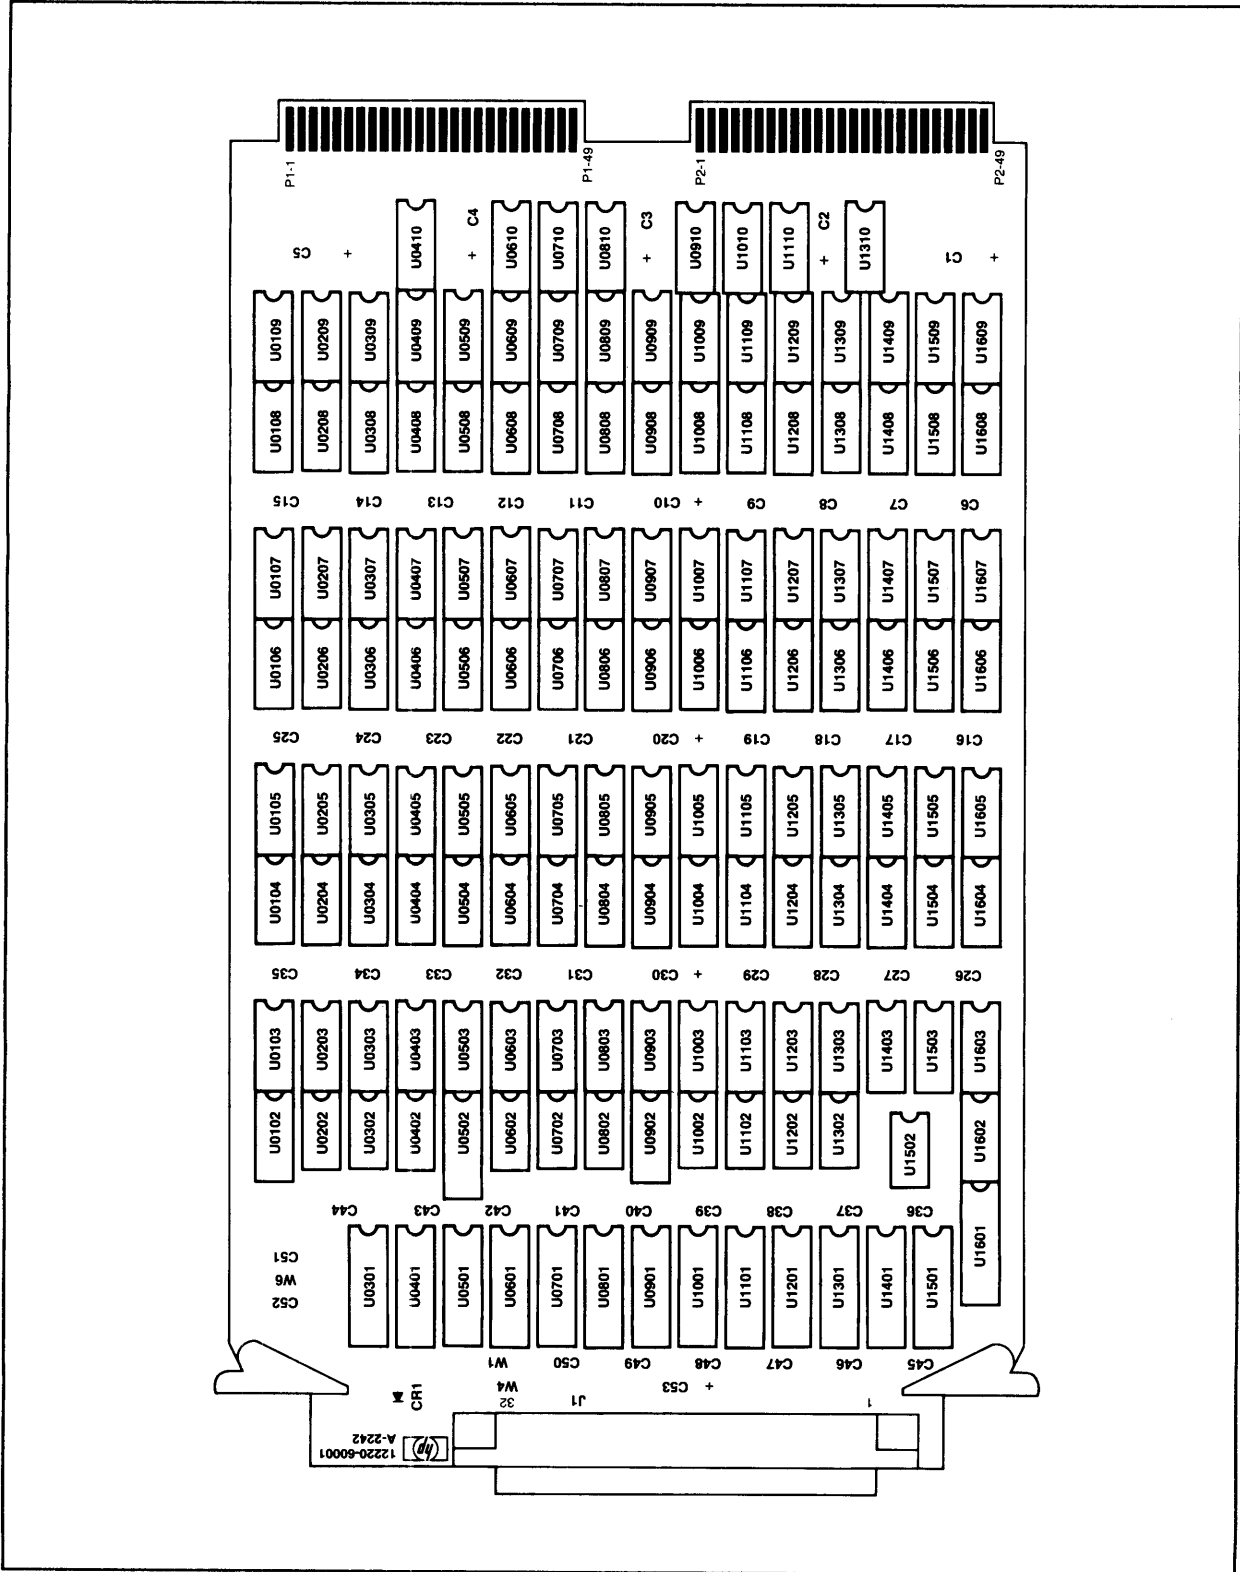 P1-1 P1-49 P2-1 P2-49
C5 + + C4 + C3 + C2 C1 +
U0410 U0610 U0710 U0810 U0910 U1010 U1110 U1310
U0109 U0209 U0309 U0409 U0509 U0609 U0709 U0809 U0909 U1009 U1109 U1209 U1309 U1409 U1509 U1609
U0108 U0208 U0308 U0408 U0508 U0608 U0708 U0808 U0908 U1008 U1108 U1208 U1308 U1408 U1508 U1608
C15 C14 C13 C12 C11 C10 + C9 C8 C7 C6
U0107 U0207 U0307 U0407 U0507 U0607 U0707 U0807 U0907 U1007 U1107 U1207 U1307 U1407 U1507 U1607
U0106 U0206 U0306 U0406 U0506 U0606 U0706 U0806 U0906 U1006 U1106 U1206 U1306 U1406 U1506 U1606
C25 C24 C23 C22 C21 C20 + C19 C18 C17 C16
U0105 U0205 U0305 U0405 U0505 U0605 U0705 U0805 U0905 U1005 U1105 U1205 U1305 U1405 U1505 U1605
U0104 U0204 U0304 U0404 U0504 U0604 U0704 U0804 U0904 U1004 U1104 U1204 U1304 U1404 U1504 U1604
C35 C34 C33 C32 C31 C30 + C29 C28 C27 C26
U0103 U0203 U0303 U0403 U0503 U0603 U0703 U0803 U0903 U1003 U1103 U1203 U1303 U1403 U1503 U1603
U0102 U0202 U0302 U0402 U0502 U0602 U0702 U0802 U0902 U1002 U1102 U1202 U1302 U1502 U1602
C44 C43 C42 C41 C40 C39 C38 C37 C36
C51
W6
C52
U0301 U0401 U0501 U0601 U0701 U0801 U0901 U1001 U1101 U1201 U1301 U1401 U1501 U1601
W1 C50 C49 C48 C47 C46 C45
CR1 W4 C53 +
32 J1 1
A-2242
12220-60001
hp